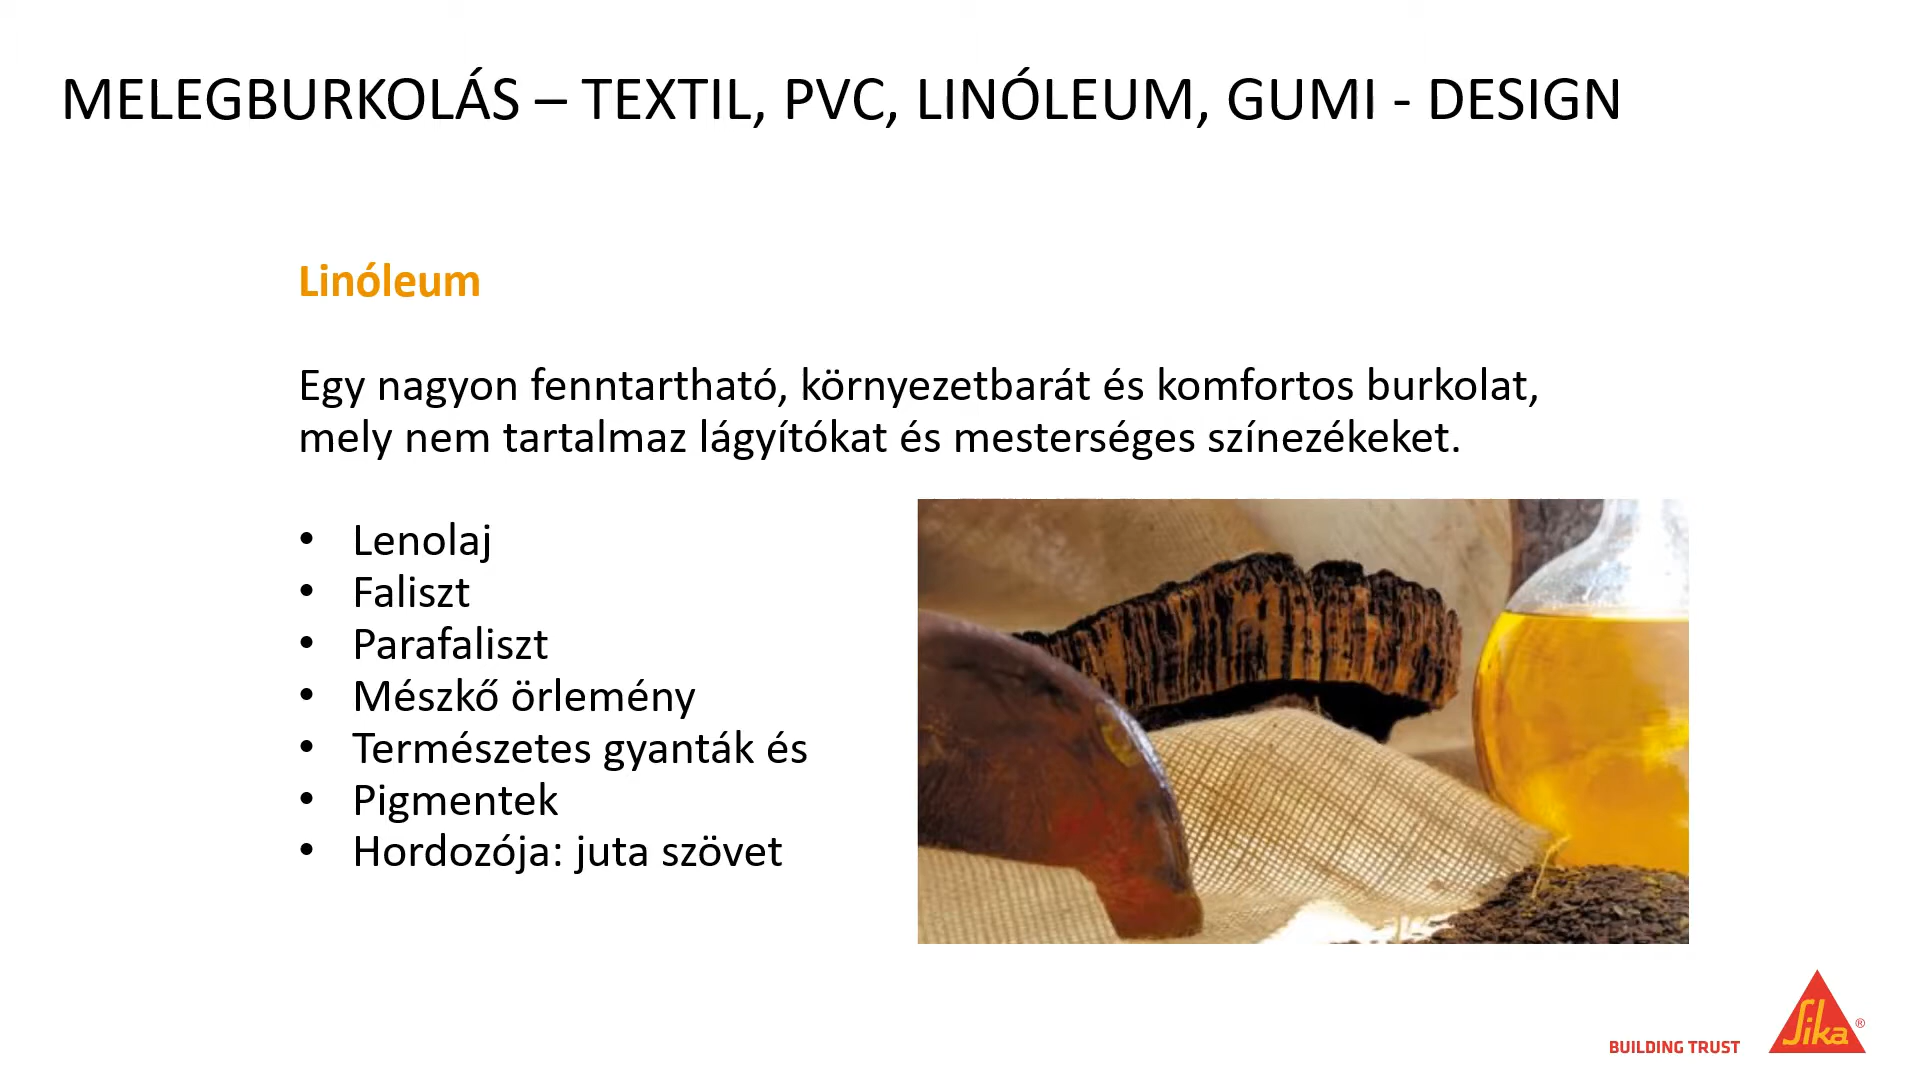 MELEGBURKOLÁS – TEXTIL, PVC, LINÓLEUM, GUMI - DESIGN
Linóleum
Egy nagyon fenntartható, környezetbarát és komfortos burkolat,
mely nem tartalmaz lágyítókat és mesterséges színezékeket.
• Lenolaj
• Faliszt
• Parafaliszt
• Mészkő örlemény
• Természetes gyanták és
• Pigmentek
• Hordozója: juta szövet
BUILDING TRUST
Sika®